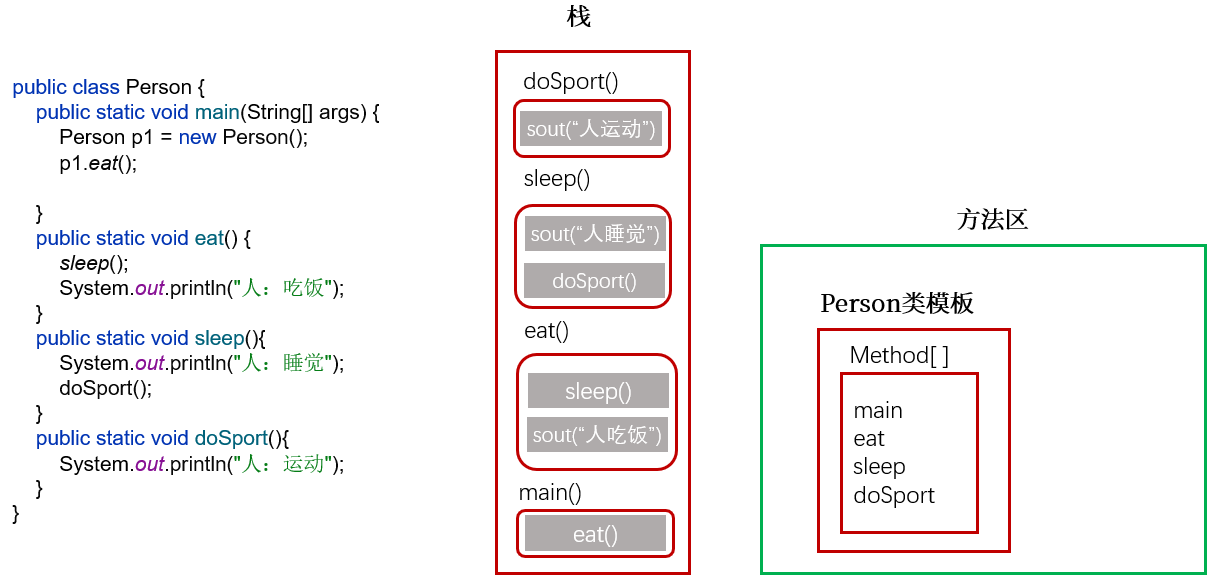 public class Person {
public static void main(String[] args) {
Person p1 = new Person();
p1.eat();
}
public static void eat() {
sleep();
System.out.println("人：吃饭");
}
public static void sleep(){
System.out.println("人：睡觉");
doSport();
}
public static void doSport(){
System.out.println("人：运动");
}
}
栈
doSport()
sout(“人运动”)
sleep()
sout(“人睡觉”)
doSport()
eat()
sleep()
sout(“人吃饭”)
main()
eat()
方法区
Person类模板
Method[ ]
main
eat
sleep
doSport